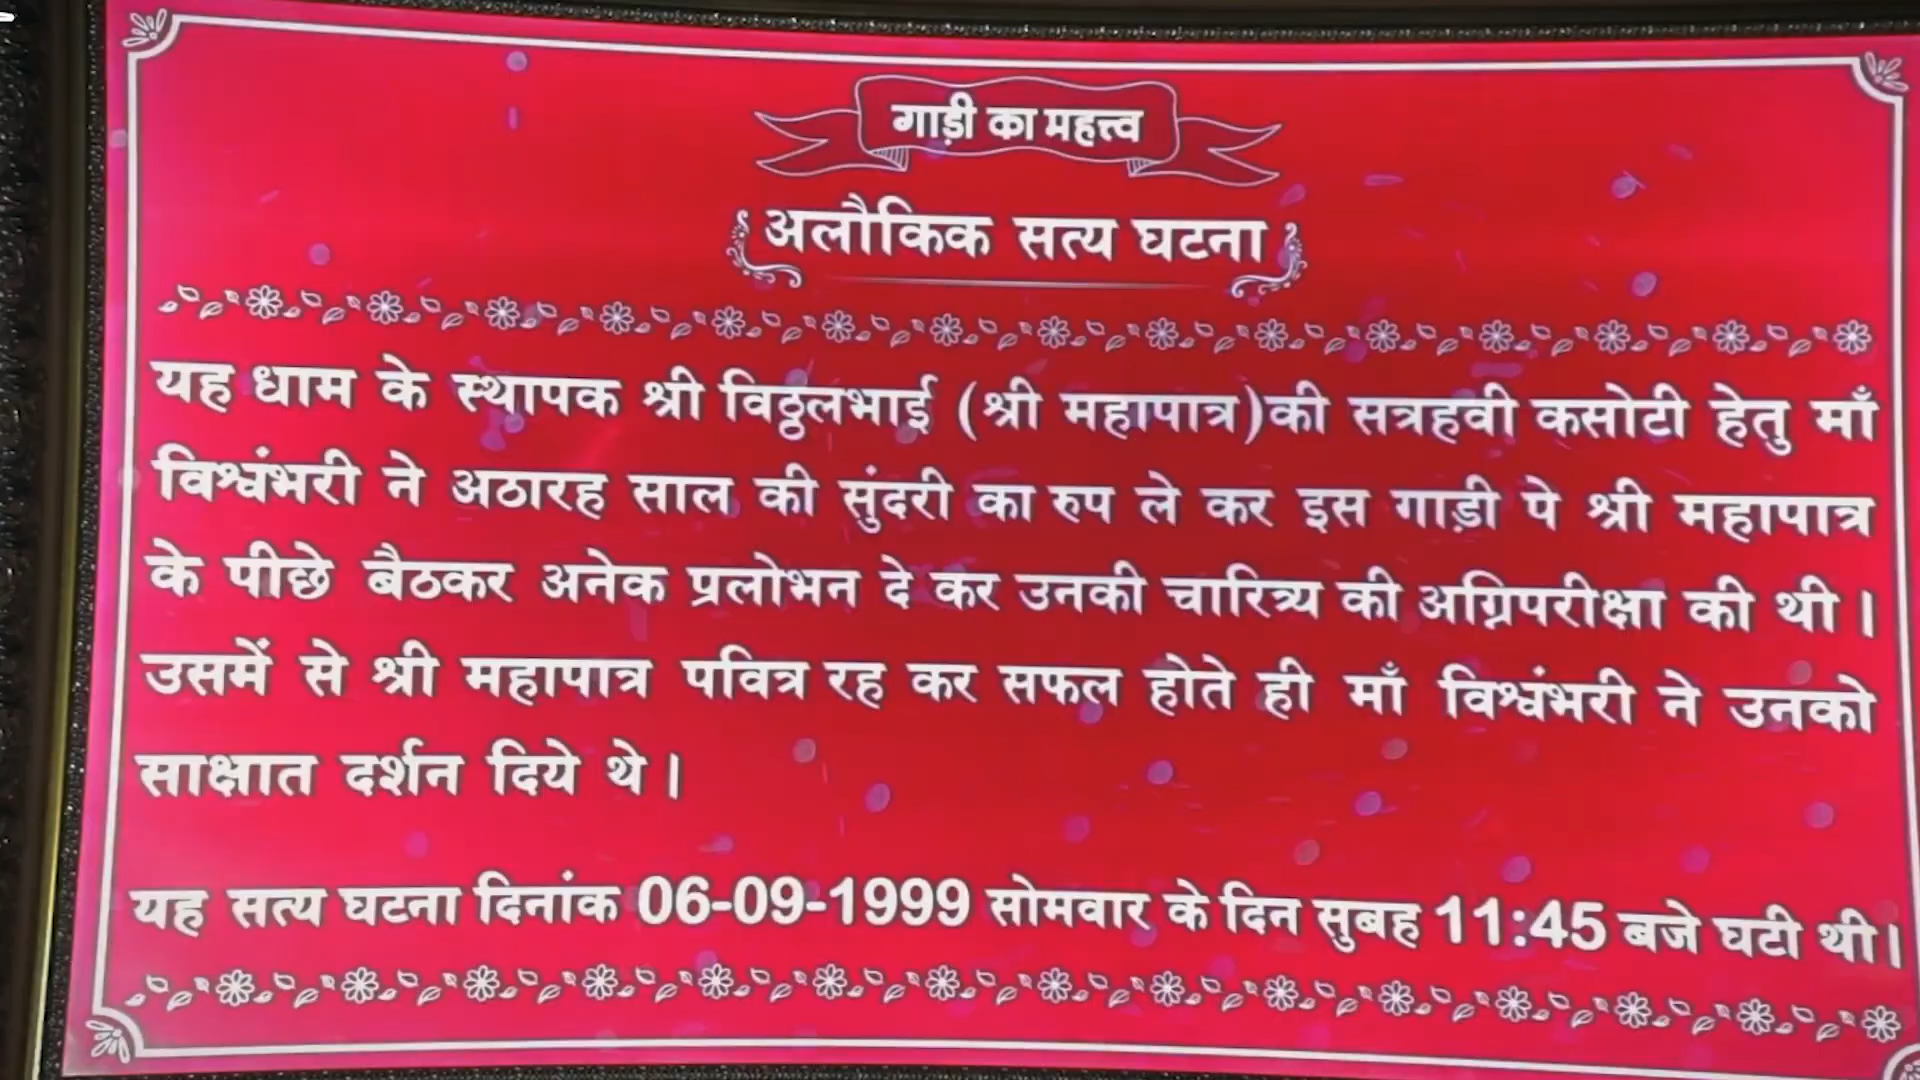 गाड़ी का महत्त्व
अलौकिक सत्य घटना
यह धाम के स्थापक श्री विठ्ठलभाई (श्री महापात्र)की सत्रहवी कसोटी हेतु माँ
विश्वंभरी ने अठारह साल की सुंदरी का रुप ले कर इस गाड़ी पे श्री महापात्र
के पीछे बैठकर अनेक प्रलोभन दे कर उनकी चारित्र्य की अग्निपरीक्षा की थी।
उसमें से श्री महापात्र पवित्र रह कर सफल होते ही माँ विश्वंभरी ने उनको
साक्षात दर्शन दिये थे।
यह सत्य घटना दिनांक 06-09-1999 सोमवार के दिन सुबह 11:45 बजे घटी थी।